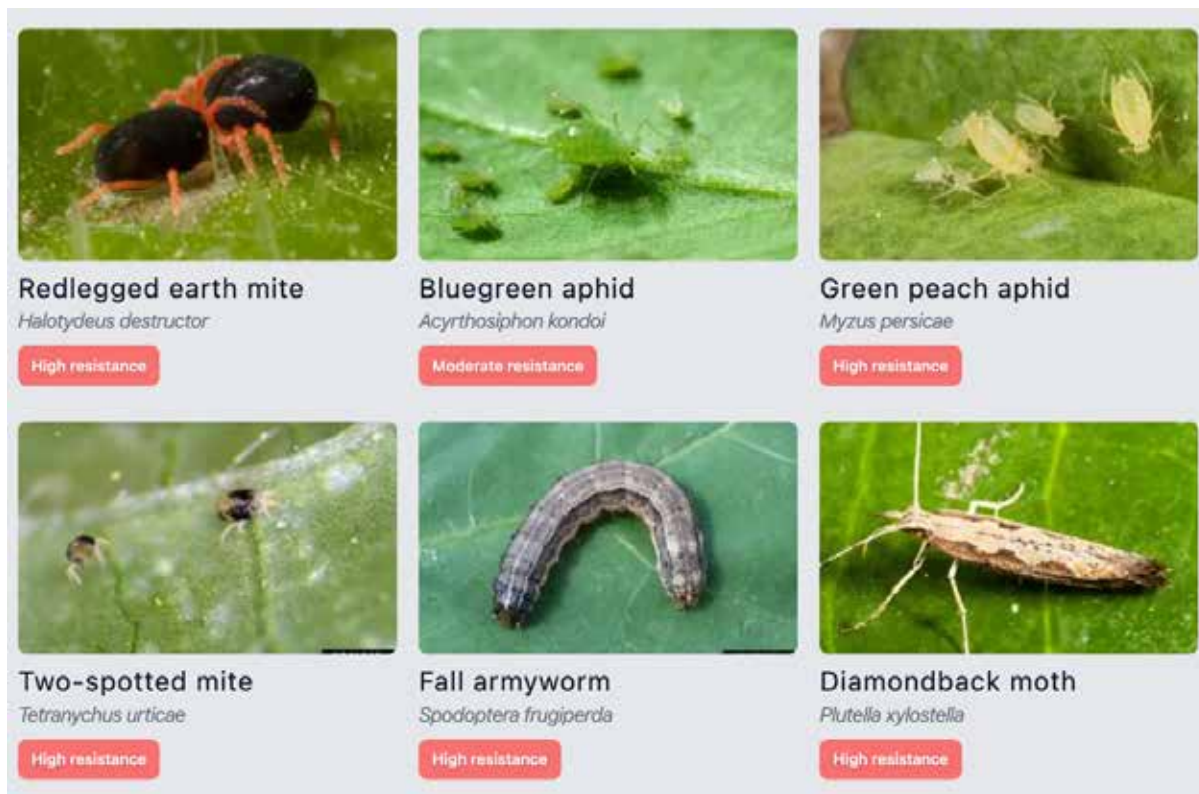 Redlegged earth mite
Halotydeus destructor
High resistance
Bluegreen aphid
Acyrthosiphon kondoi
Moderate resistance
Green peach aphid
Myzus persicae
High resistance
Two-spotted mite
Tetranychus urticae
High resistance
Fall armyworm
Spodoptera frugiperda
High resistance
Diamondback moth
Plutella xylostella
High resistance